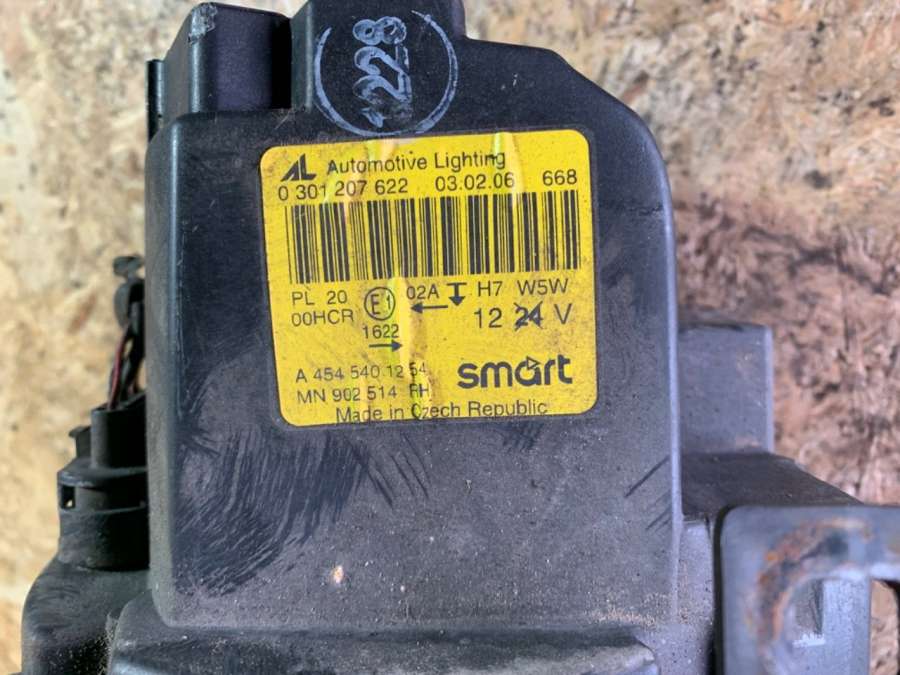 1228
AL Automotive Lighting
0 301 207 622 03.02.06 668
PL 20 E1 02A H7 W5W
00HCR 12 24 V
1622
A 454 540 12 54 smart
MN 902 514 RH
Made in Czech Republic